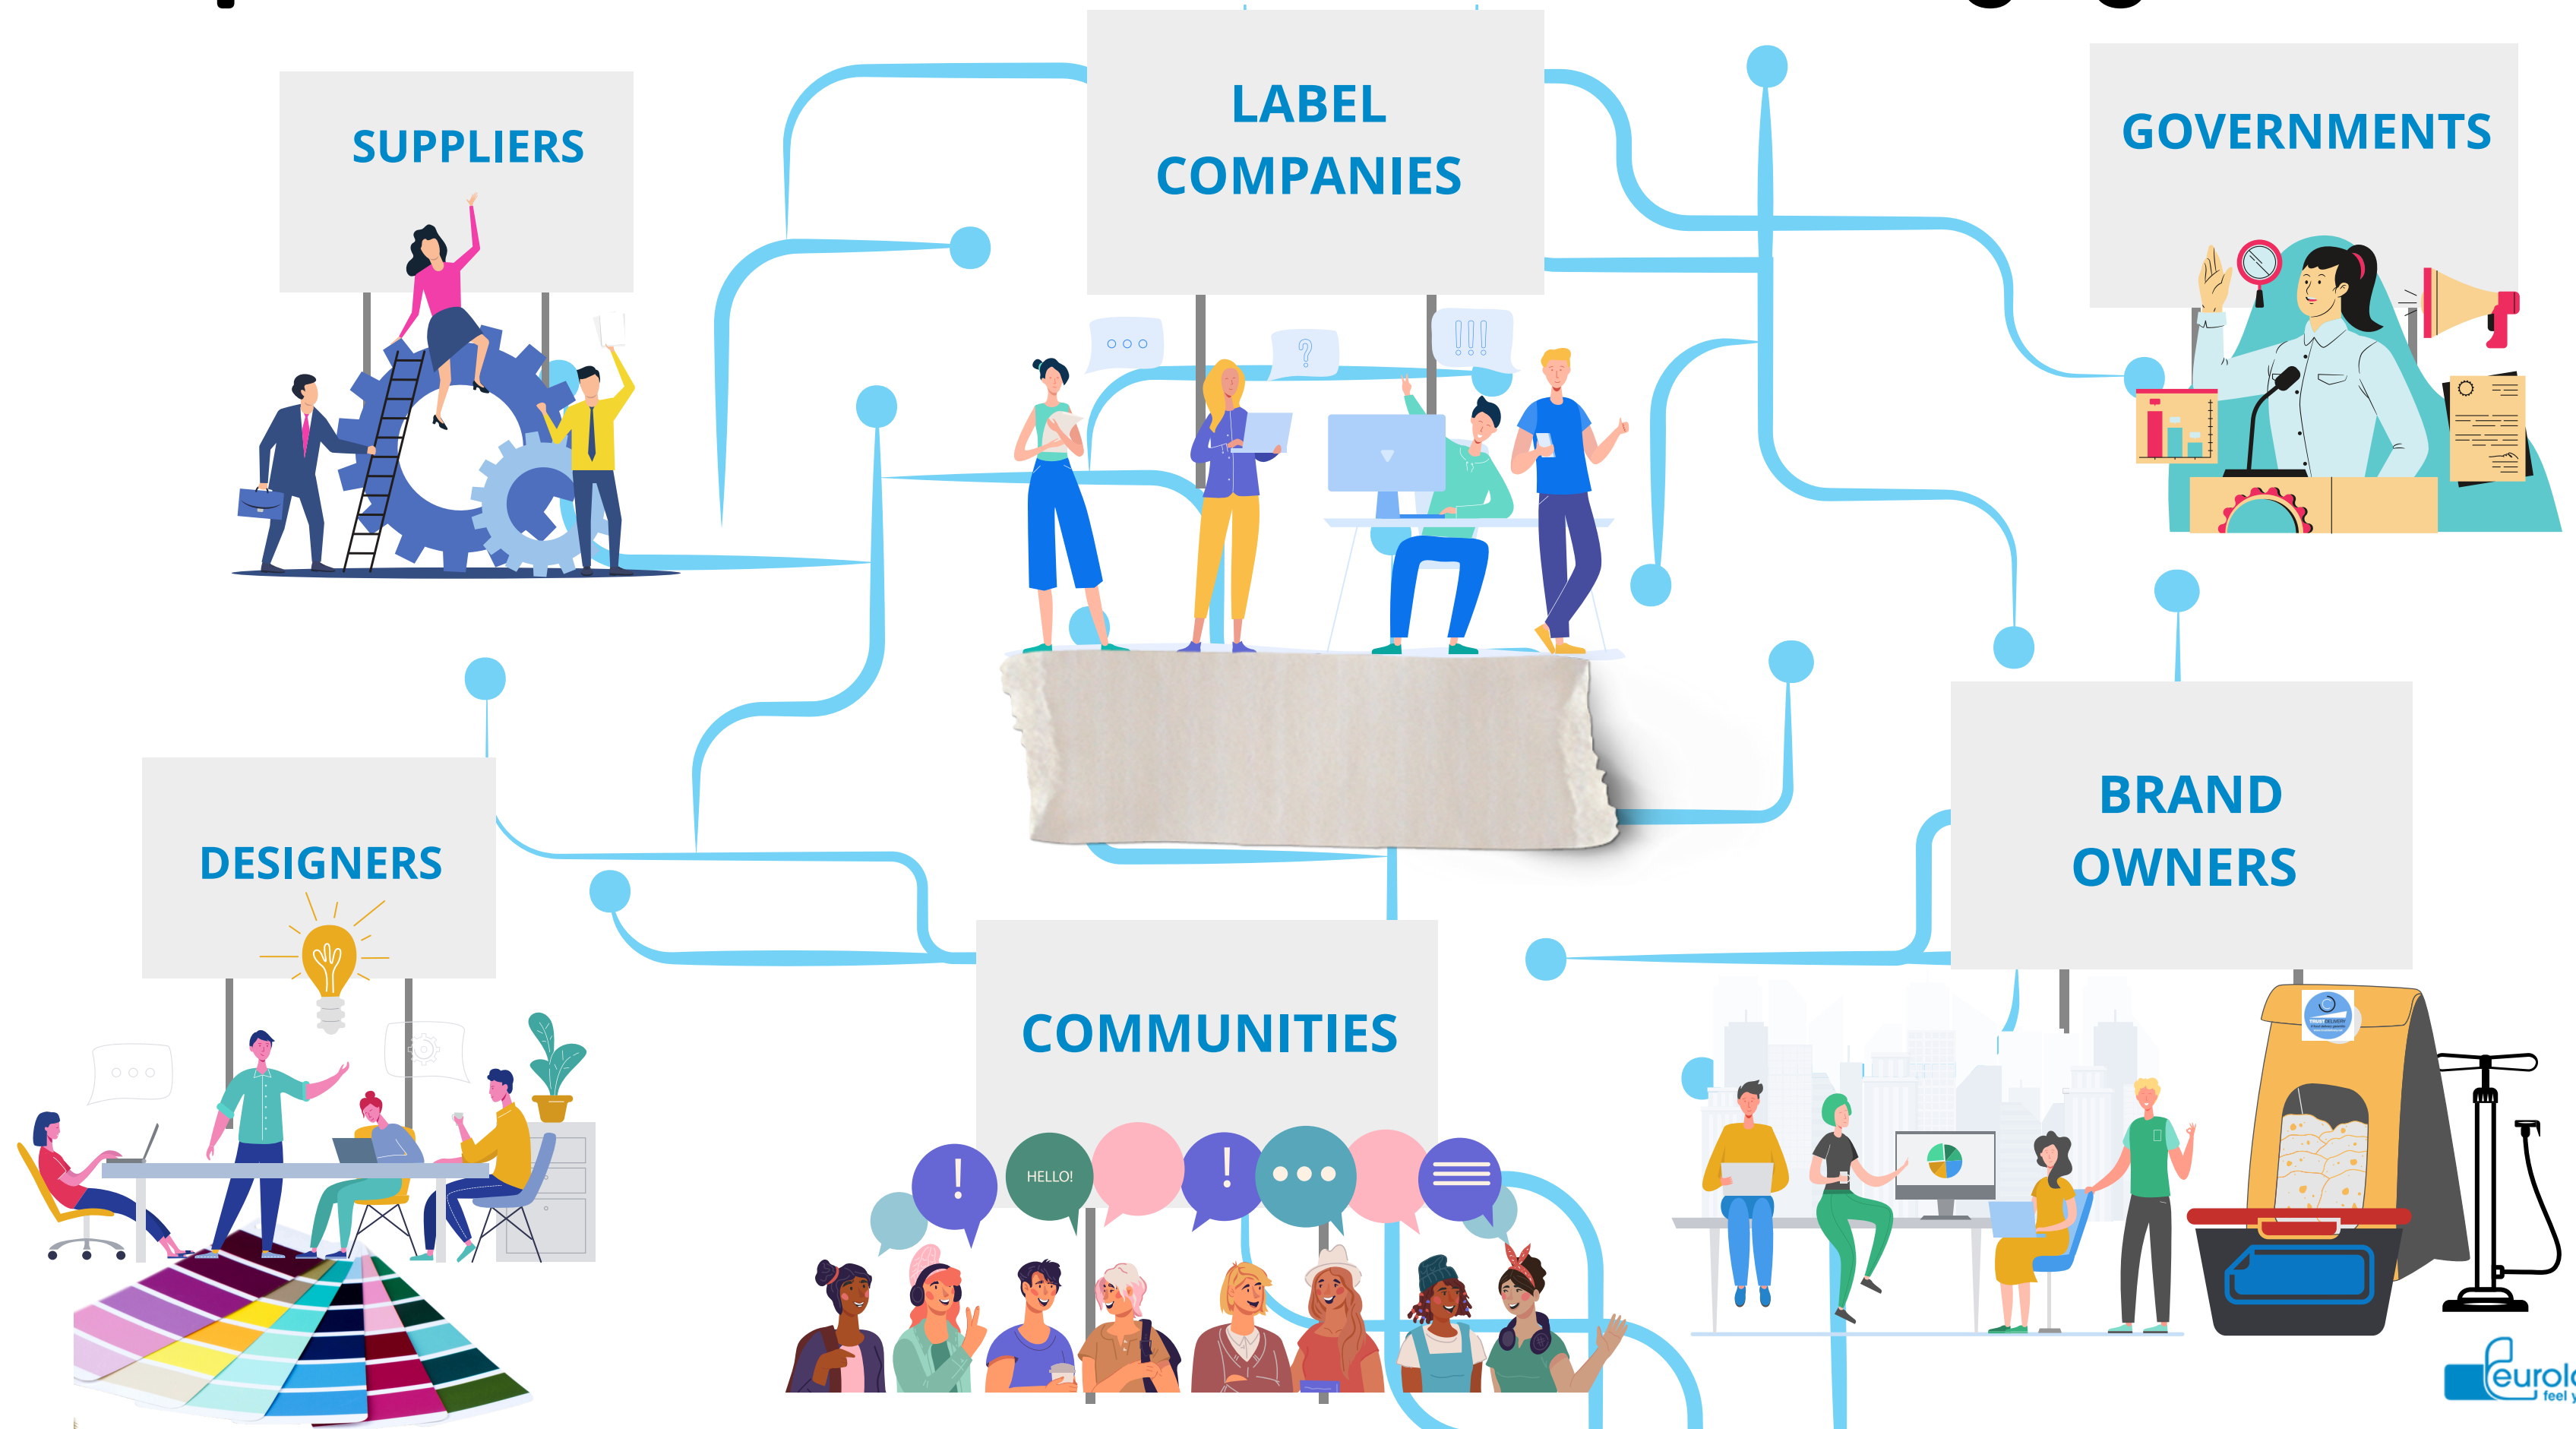 SUPPLIERS
LABEL
COMPANIES
GOVERNMENTS
DESIGNERS
BRAND
OWNERS
COMMUNITIES
HELLO!